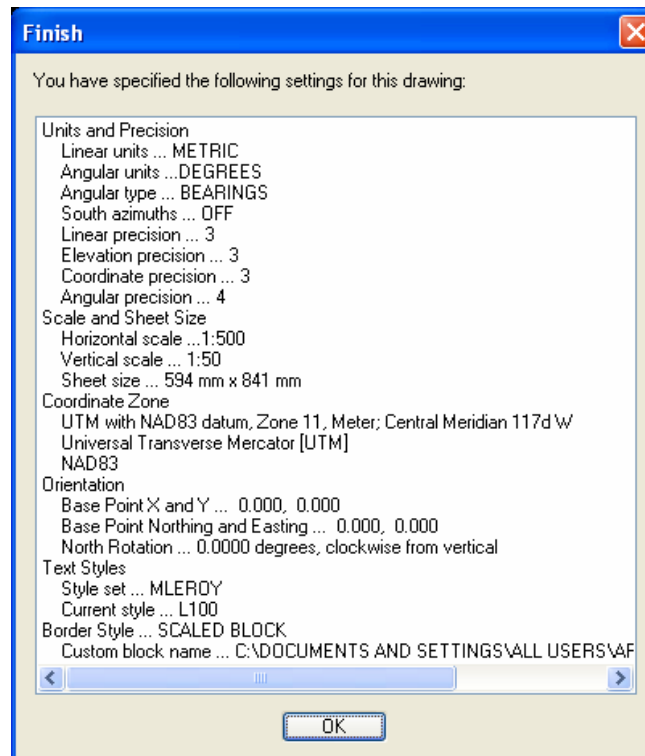 Finish
You have specified the following settings for this drawing:
Units and Precision
Linear units ... METRIC
Angular units ...DEGREES
Angular type ... BEARINGS
South azimuths ... OFF
Linear precision ... 3
Elevation precision ... 3
Coordinate precision ... 3
Angular precision ... 4
Scale and Sheet Size
Horizontal scale ...1:500
Vertical scale ... 1:50
Sheet size ... 594 mm x 841 mm
Coordinate Zone
UTM with NAD83 datum, Zone 11, Meter; Central Meridian 117d W
Universal Transverse Mercator [UTM]
NAD83
Orientation
Base Point X and Y ... 0.000, 0.000
Base Point Northing and Easting ... 0.000, 0.000
North Rotation ... 0.0000 degrees, clockwise from vertical
Text Styles
Style set ... MLEROY
Current style ... L100
Border Style ... SCALED BLOCK
Custom block name ... C:\DOCUMENTS AND SETTINGS\ALL USERS\
OK